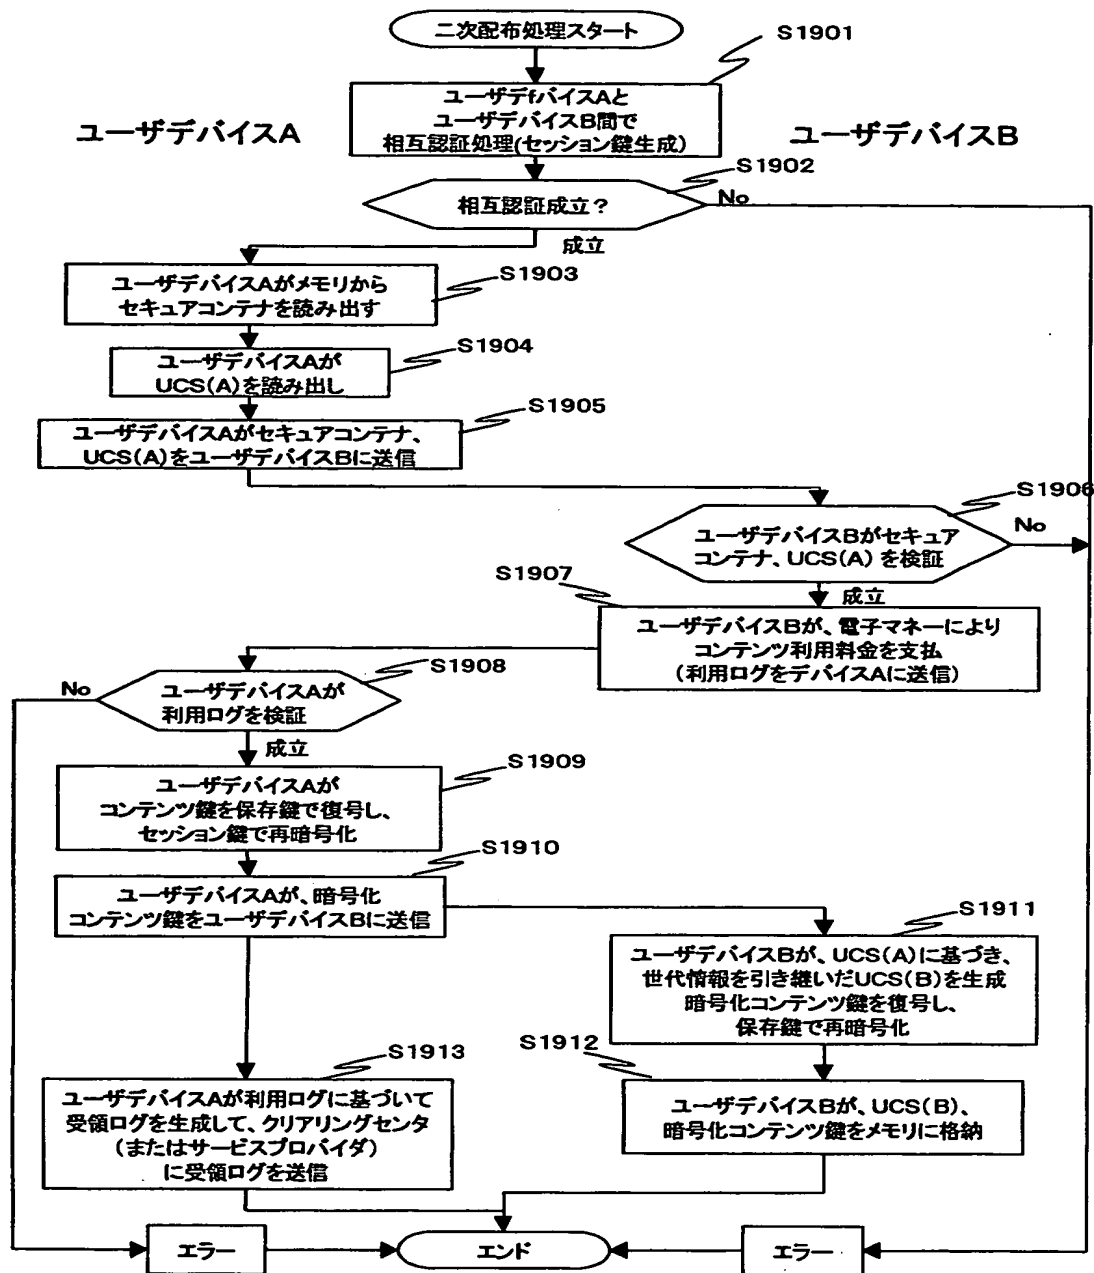 二次配布処理スタート
S1901
ユーザデfバイスAと
ユーザデバイスB間で
相互認証処理(セッション鍵生成)
ユーザデバイスA
ユーザデバイスB
S1902
相互認証成立?
No
成立
S1903
ユーザデバイスAがメモリから
セキュアコンテナを読み出す
S1904
ユーザデバイスAが
UCS(A)を読み出し
S1905
ユーザデバイスAがセキュアコンテナ、
UCS(A)をユーザデバイスBに送信
S1906
ユーザデバイスBがセキュア
コンテナ、UCS(A)を検証
No
成立
S1907
ユーザデバイスBが、電子マネーにより
コンテンツ利用料金を支払
(利用ログをデバイスAに送信)
S1908
ユーザデバイスAが
利用ログを検証
No
成立
S1909
ユーザデバイスAが
コンテンツ鍵を保存鍵で復号し、
セッション鍵で再暗号化
S1910
ユーザデバイスAが、暗号化
コンテンツ鍵をユーザデバイスBに送信
S1911
ユーザデバイスBが、UCS(A)に基づき、
世代情報を引き継いだUCS(B)を生成
暗号化コンテンツ鍵を復号し、
保存鍵で再暗号化
S1912
ユーザデバイスBが、UCS(B)、
暗号化コンテンツ鍵をメモリに格納
S1913
ユーザデバイスAが利用ログに基づいて
受領ログを生成して、クリアリングセンタ
(またはサービスプロバイダ)
に受領ログを送信
エラー
エンド
エラー